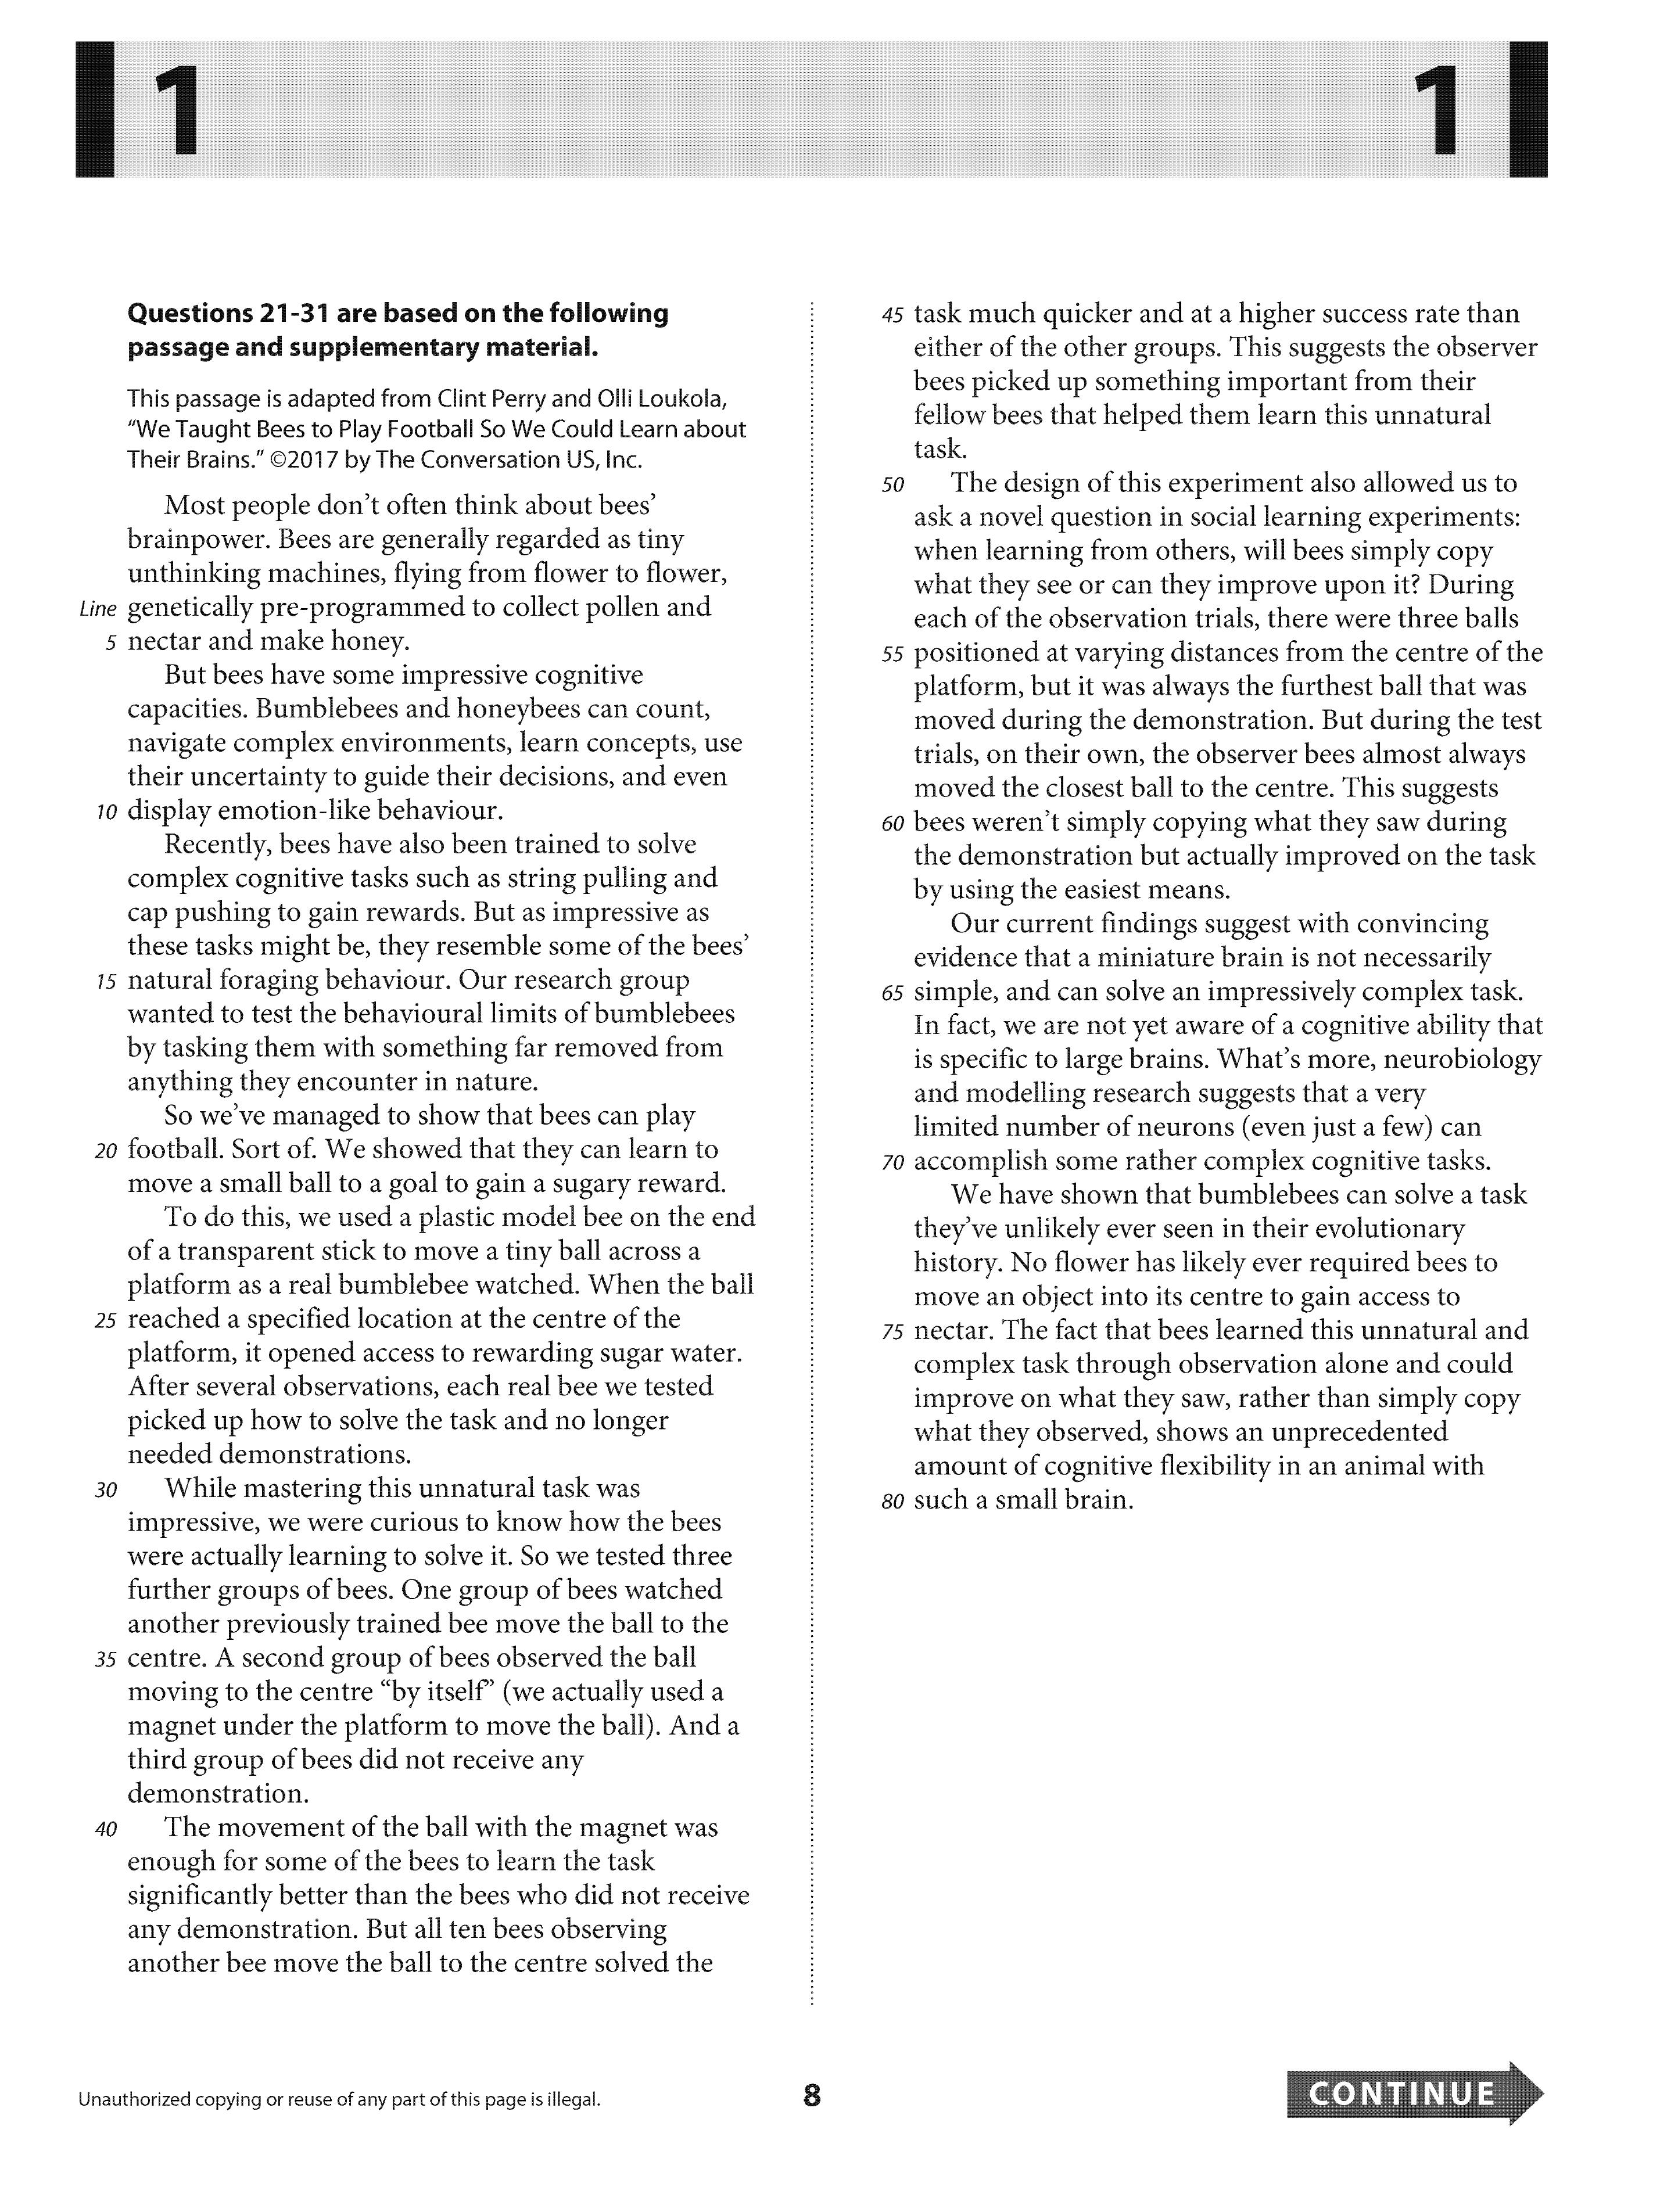 1 1
Questions 21-31 are based on the following
passage and supplementary material.
This passage is adapted from Clint Perry and Olli Loukola,
“We Taught Bees to Play Football So We Could Learn about
Their Brains.” ©2017 by The Conversation US, Inc.
Most people don’t often think about bees’
brainpower. Bees are generally regarded as tiny
unthinking machines, flying from flower to flower,
Line genetically pre-programmed to collect pollen and
5 nectar and make honey.
But bees have some impressive cognitive
capacities. Bumblebees and honeybees can count,
navigate complex environments, learn concepts, use
their uncertainty to guide their decisions, and even
10 display emotion-like behaviour.
Recently, bees have also been trained to solve
complex cognitive tasks such as string pulling and
cap pushing to gain rewards. But as impressive as
these tasks might be, they resemble some of the bees’
15 natural foraging behaviour. Our research group
wanted to test the behavioural limits of bumblebees
by tasking them with something far removed from
anything they encounter in nature.
So we’ve managed to show that bees can play
20 football. Sort of. We showed that they can learn to
move a small ball to a goal to gain a sugary reward.
To do this, we used a plastic model bee on the end
of a transparent stick to move a tiny ball across a
platform as a real bumblebee watched. When the ball
25 reached a specified location at the centre of the
platform, it opened access to rewarding sugar water.
After several observations, each real bee we tested
picked up how to solve the task and no longer
needed demonstrations.
30 While mastering this unnatural task was
impressive, we were curious to know how the bees
were actually learning to solve it. So we tested three
further groups of bees. One group of bees watched
another previously trained bee move the ball to the
35 centre. A second group of bees observed the ball
moving to the centre “by itself” (we actually used a
magnet under the platform to move the ball). And a
third group of bees did not receive any
demonstration.
40 The movement of the ball with the magnet was
enough for some of the bees to learn the task
significantly better than the bees who did not receive
any demonstration. But all ten bees observing
another bee move the ball to the centre solved the
45 task much quicker and at a higher success rate than
either of the other groups. This suggests the observer
bees picked up something important from their
fellow bees that helped them learn this unnatural
task.
50 The design of this experiment also allowed us to
ask a novel question in social learning experiments:
when learning from others, will bees simply copy
what they see or can they improve upon it? During
each of the observation trials, there were three balls
55 positioned at varying distances from the centre of the
platform, but it was always the furthest ball that was
moved during the demonstration. But during the test
trials, on their own, the observer bees almost always
moved the closest ball to the centre. This suggests
60 bees weren’t simply copying what they saw during
the demonstration but actually improved on the task
by using the easiest means.
Our current findings suggest with convincing
evidence that a miniature brain is not necessarily
65 simple, and can solve an impressively complex task.
In fact, we are not yet aware of a cognitive ability that
is specific to large brains. What’s more, neurobiology
and modelling research suggests that a very
limited number of neurons (even just a few) can
70 accomplish some rather complex cognitive tasks.
We have shown that bumblebees can solve a task
they’ve unlikely ever seen in their evolutionary
history. No flower has likely ever required bees to
move an object into its centre to gain access to
75 nectar. The fact that bees learned this unnatural and
complex task through observation alone and could
improve on what they saw, rather than simply copy
what they observed, shows an unprecedented
amount of cognitive flexibility in an animal with
80 such a small brain.
Unauthorized copying or reuse of any part of this page is illegal.
8
CONTINUE